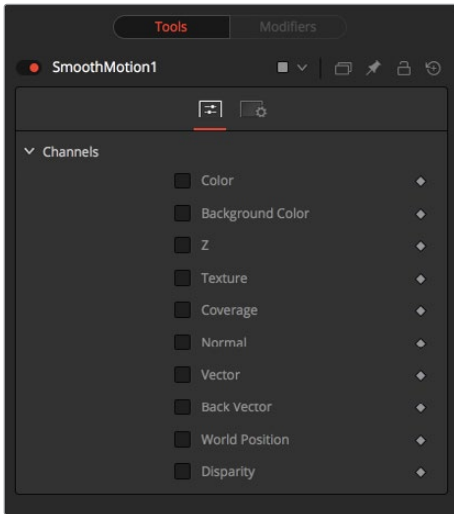 Tools Modifiers
SmoothMotion1
Channels
Color
Background Color
Z
Texture
Coverage
Normal
Vector
Back Vector
World Position
Disparity